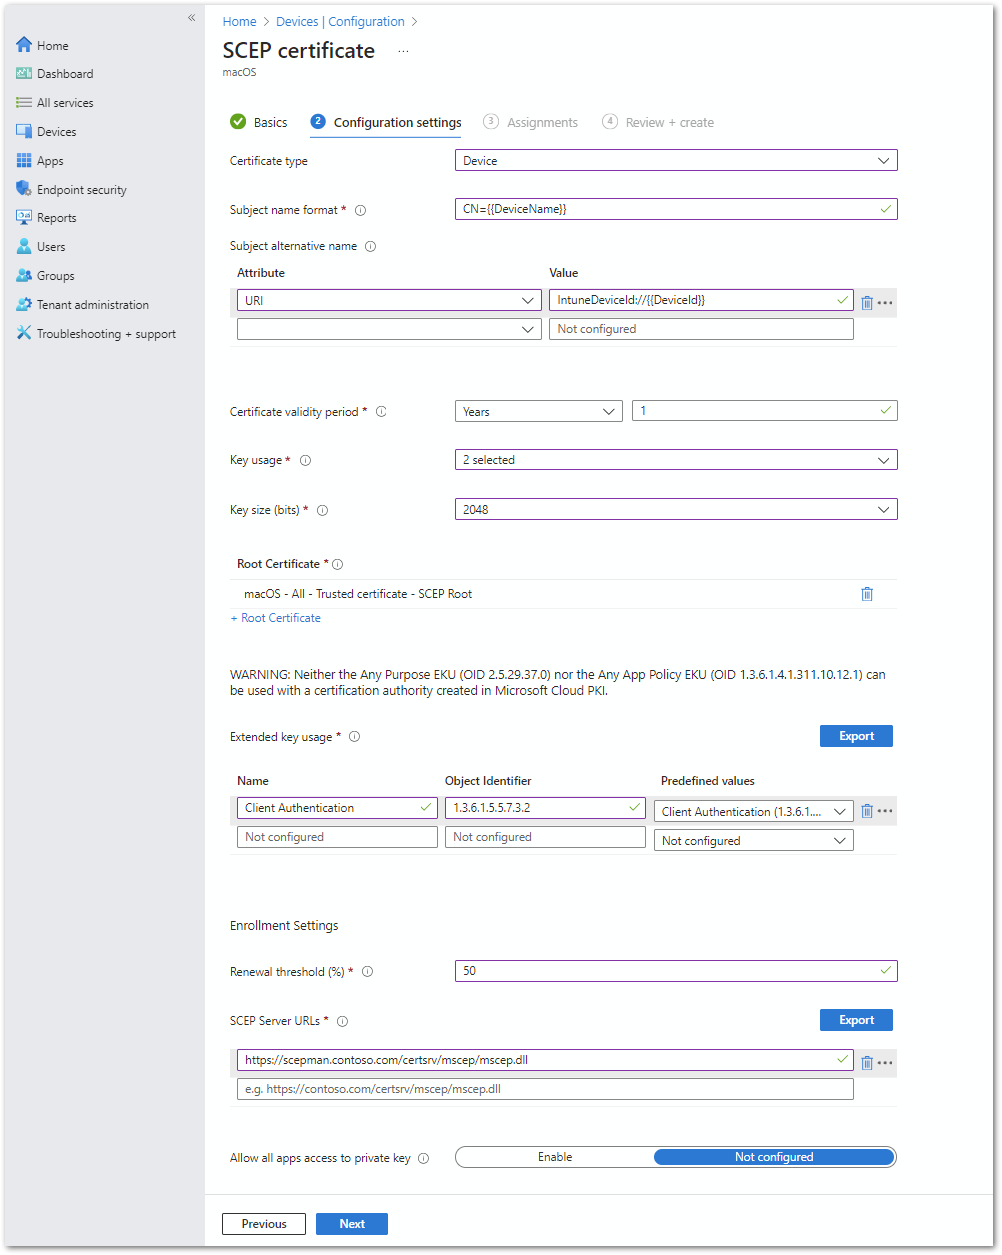 «
Home
Dashboard
All services
Devices
Apps
Endpoint security
Reports
Users
Groups
Tenant administration
Troubleshooting + support
Home > Devices | Configuration >
SCEP certificate ...
macOS
Basics 2 Configuration settings 3 Assignments 4 Review + create
Certificate type Device
Subject name format * CN={{DeviceName}}
Subject alternative name
Attribute Value
URI IntuneDeviceId://{{DeviceId}}
Not configured
Certificate validity period * Years 1
Key usage * 2 selected
Key size (bits) * 2048
Root Certificate *
macOS - All - Trusted certificate - SCEP Root
+ Root Certificate
WARNING: Neither the Any Purpose EKU (OID 2.5.29.37.0) nor the Any App Policy EKU (OID 1.3.6.1.4.1.311.10.12.1) can
be used with a certification authority created in Microsoft Cloud PKI.
Extended key usage * Export
Name Object Identifier Predefined values
Client Authentication 1.3.6.1.5.5.7.3.2 Client Authentication (1.3.6.1....
Not configured Not configured Not configured
Enrollment Settings
Renewal threshold (%) * 50
SCEP Server URLs * Export
https://scepman.contoso.com/certsrv/mscep/mscep.dll
e.g. https://contoso.com/certsrv/mscep/mscep.dll
Allow all apps access to private key Enable Not configured
Previous Next